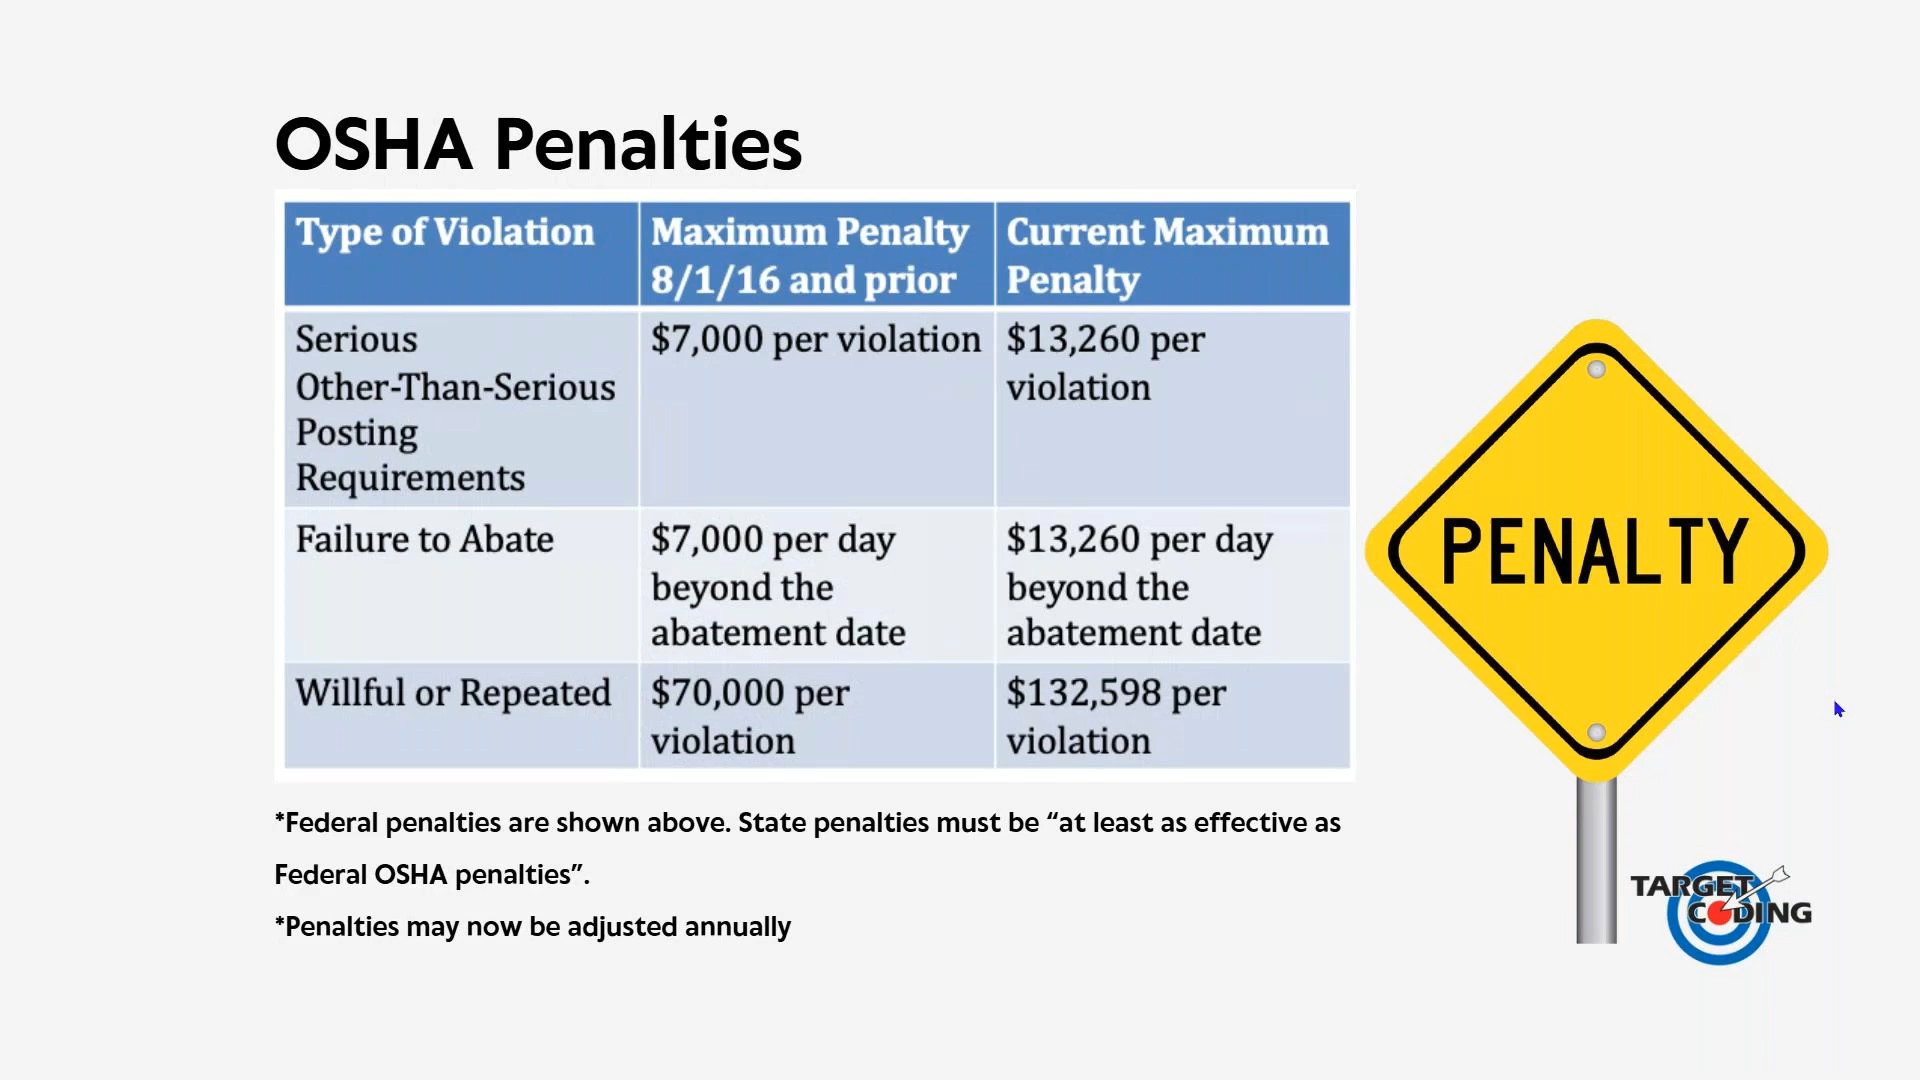 OSHA Penalties
Type of Violation
Maximum Penalty
8/1/16 and prior
Current Maximum
Penalty
Serious
Other-Than-Serious
Posting
Requirements
$7,000 per violation
$13,260 per
violation
Failure to Abate
$7,000 per day
beyond the
abatement date
$13,260 per day
beyond the
abatement date
Willful or Repeated
$70,000 per
violation
$132,598 per
violation
*Federal penalties are shown above. State penalties must be “at least as effective as
Federal OSHA penalties”.
*Penalties may now be adjusted annually
PENALTY
TARGET
CODING